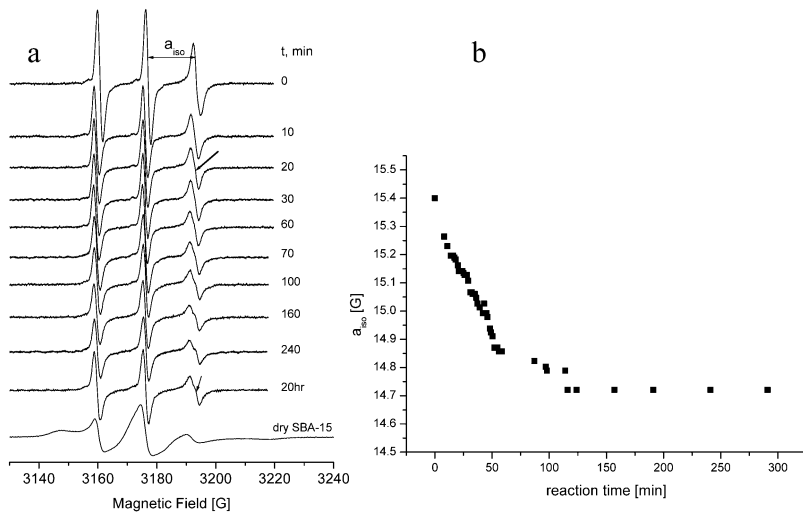 a
a_iso
t, min
0
10
20
30
60
70
100
160
240
20hr
dry SBA-15
3140 3160 3180 3200 3220 3240
Magnetic Field [G]
b
a_iso [G]
15.5
15.4
15.3
15.2
15.1
15.0
14.9
14.8
14.7
14.6
14.5
0 50 100 150 200 250 300
reaction time [min]